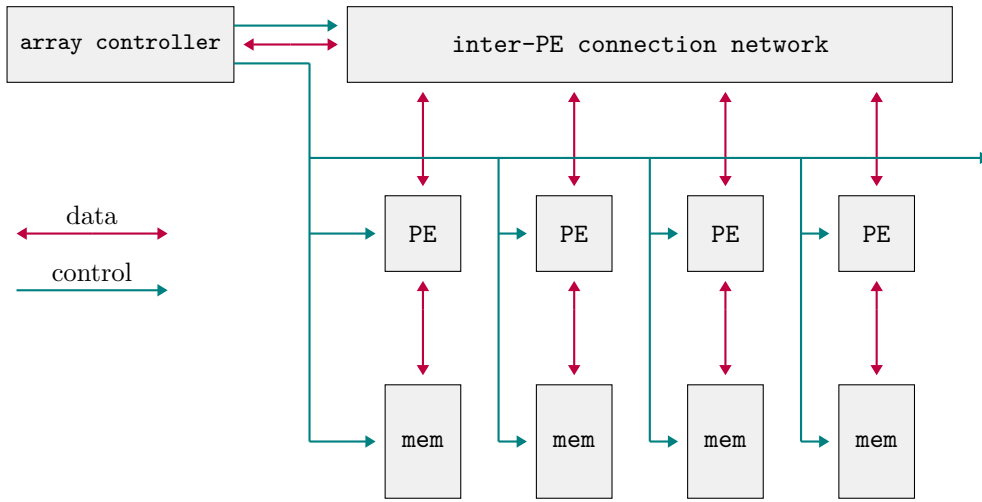 array controller
inter-PE connection network
data
control
PE
PE
PE
PE
mem
mem
mem
mem